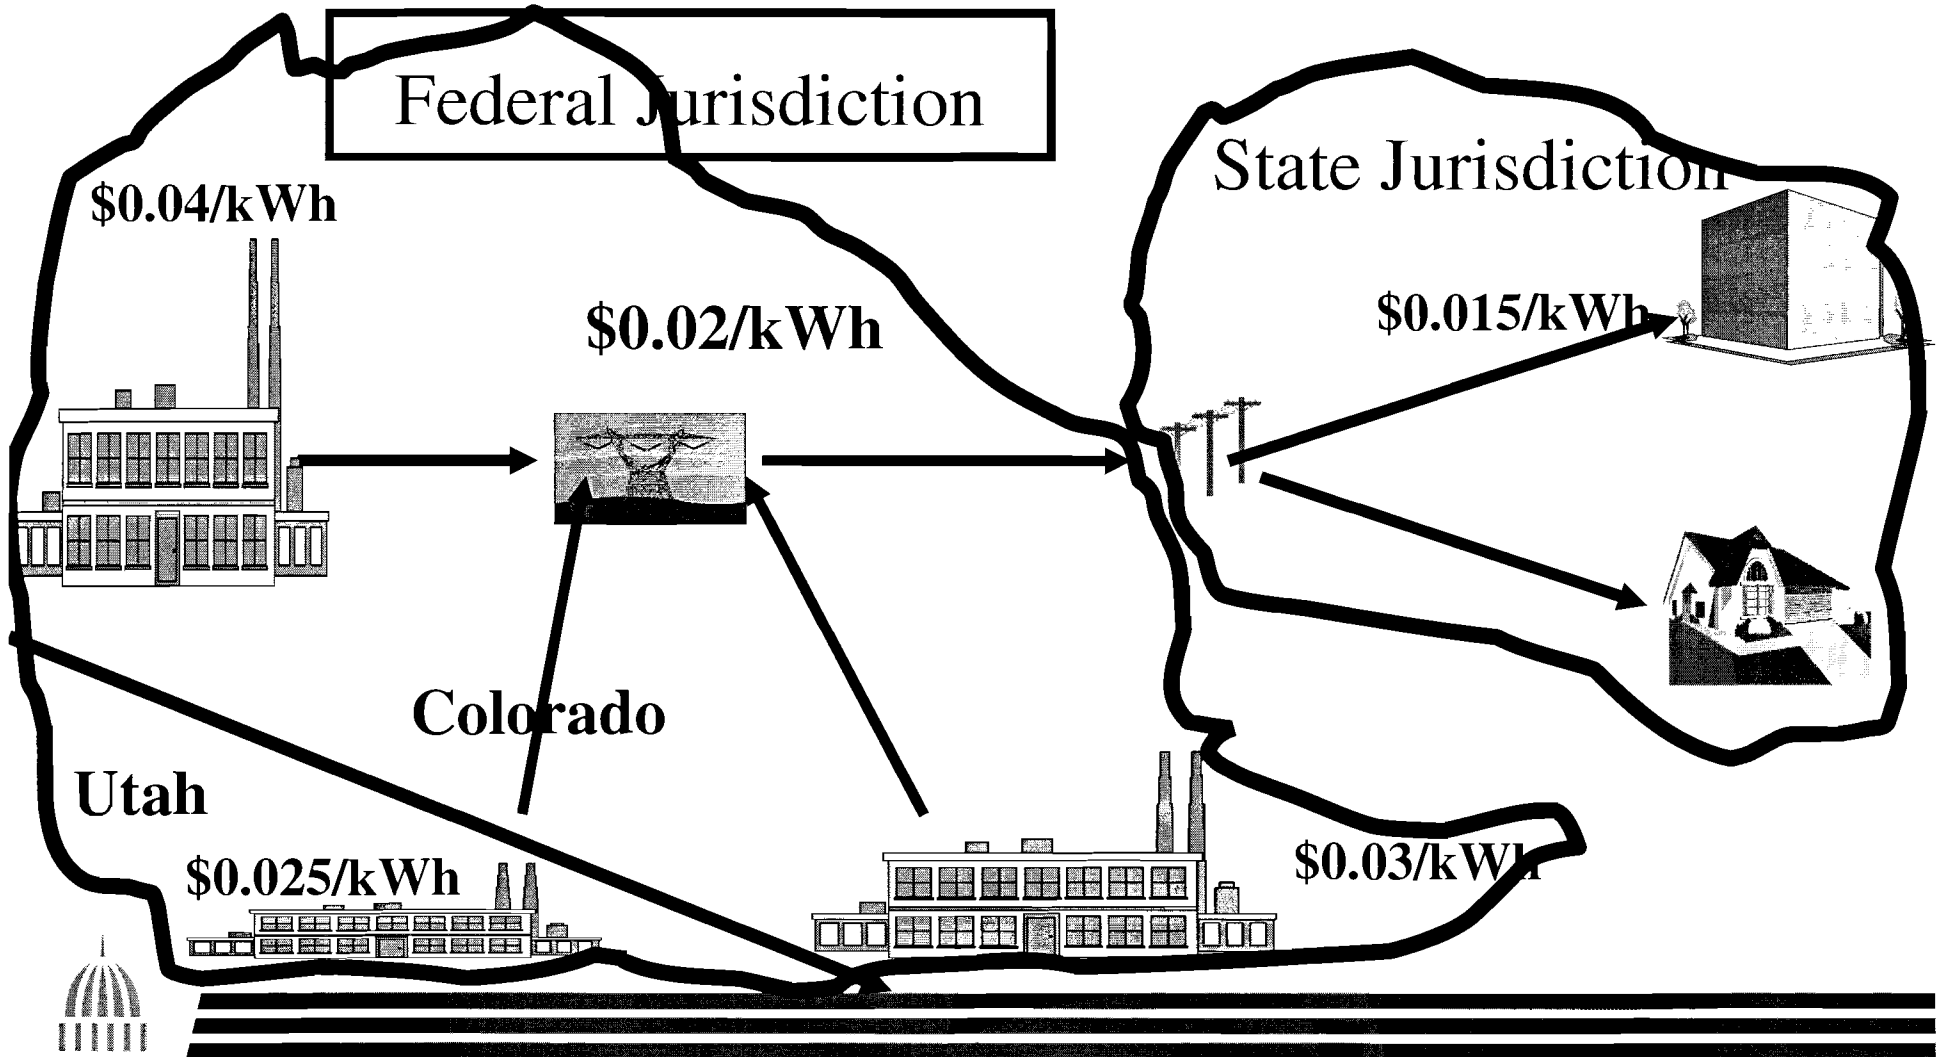 Federal Jurisdiction
State Jurisdiction
$0.04/kWh
$0.02/kWh
$0.015/kWh
Colorado
Utah
$0.025/kWh
$0.03/kWh